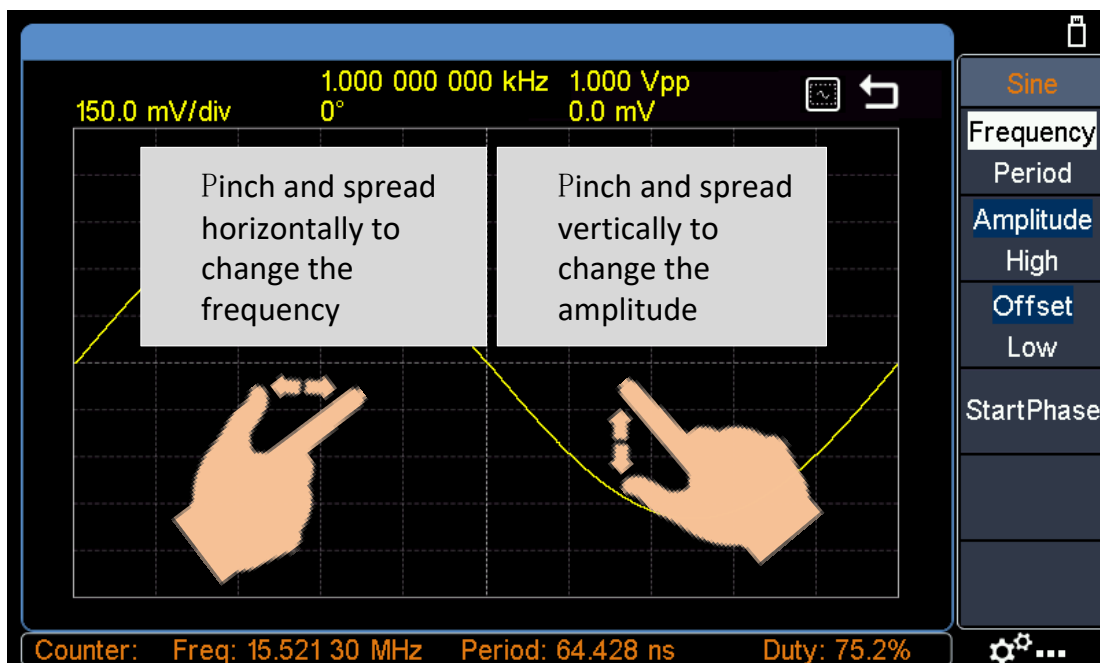 1.000 000 000 kHz 1.000 Vpp
150.0 mV/div 0° 0.0 mV
Pinch and spread
horizontally to
change the
frequency
Pinch and spread
vertically to
change the
amplitude
Sine
Frequency
Period
Amplitude
High
Offset
Low
StartPhase
Counter: Freq: 15.521 30 MHz Period: 64.428 ns Duty: 75.2%